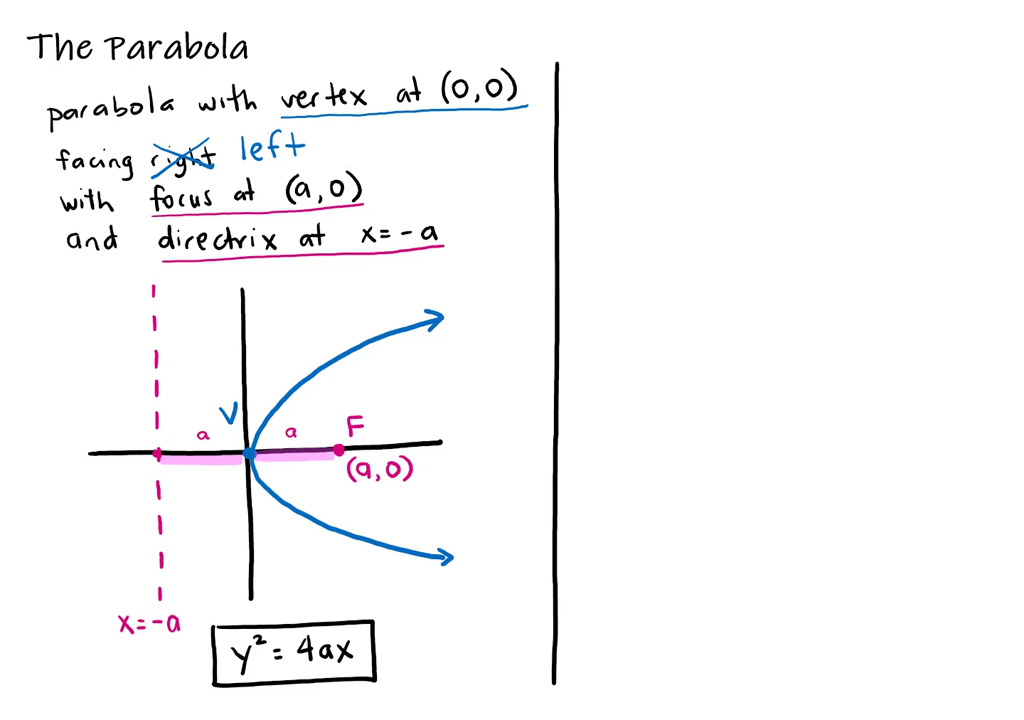 The Parabola
parabola with vertex at (0,0)
facing right left
with focus at (a,0)
and directrix at x=-a
V
a
a
F
(a,0)
x=-a
y²=4ax